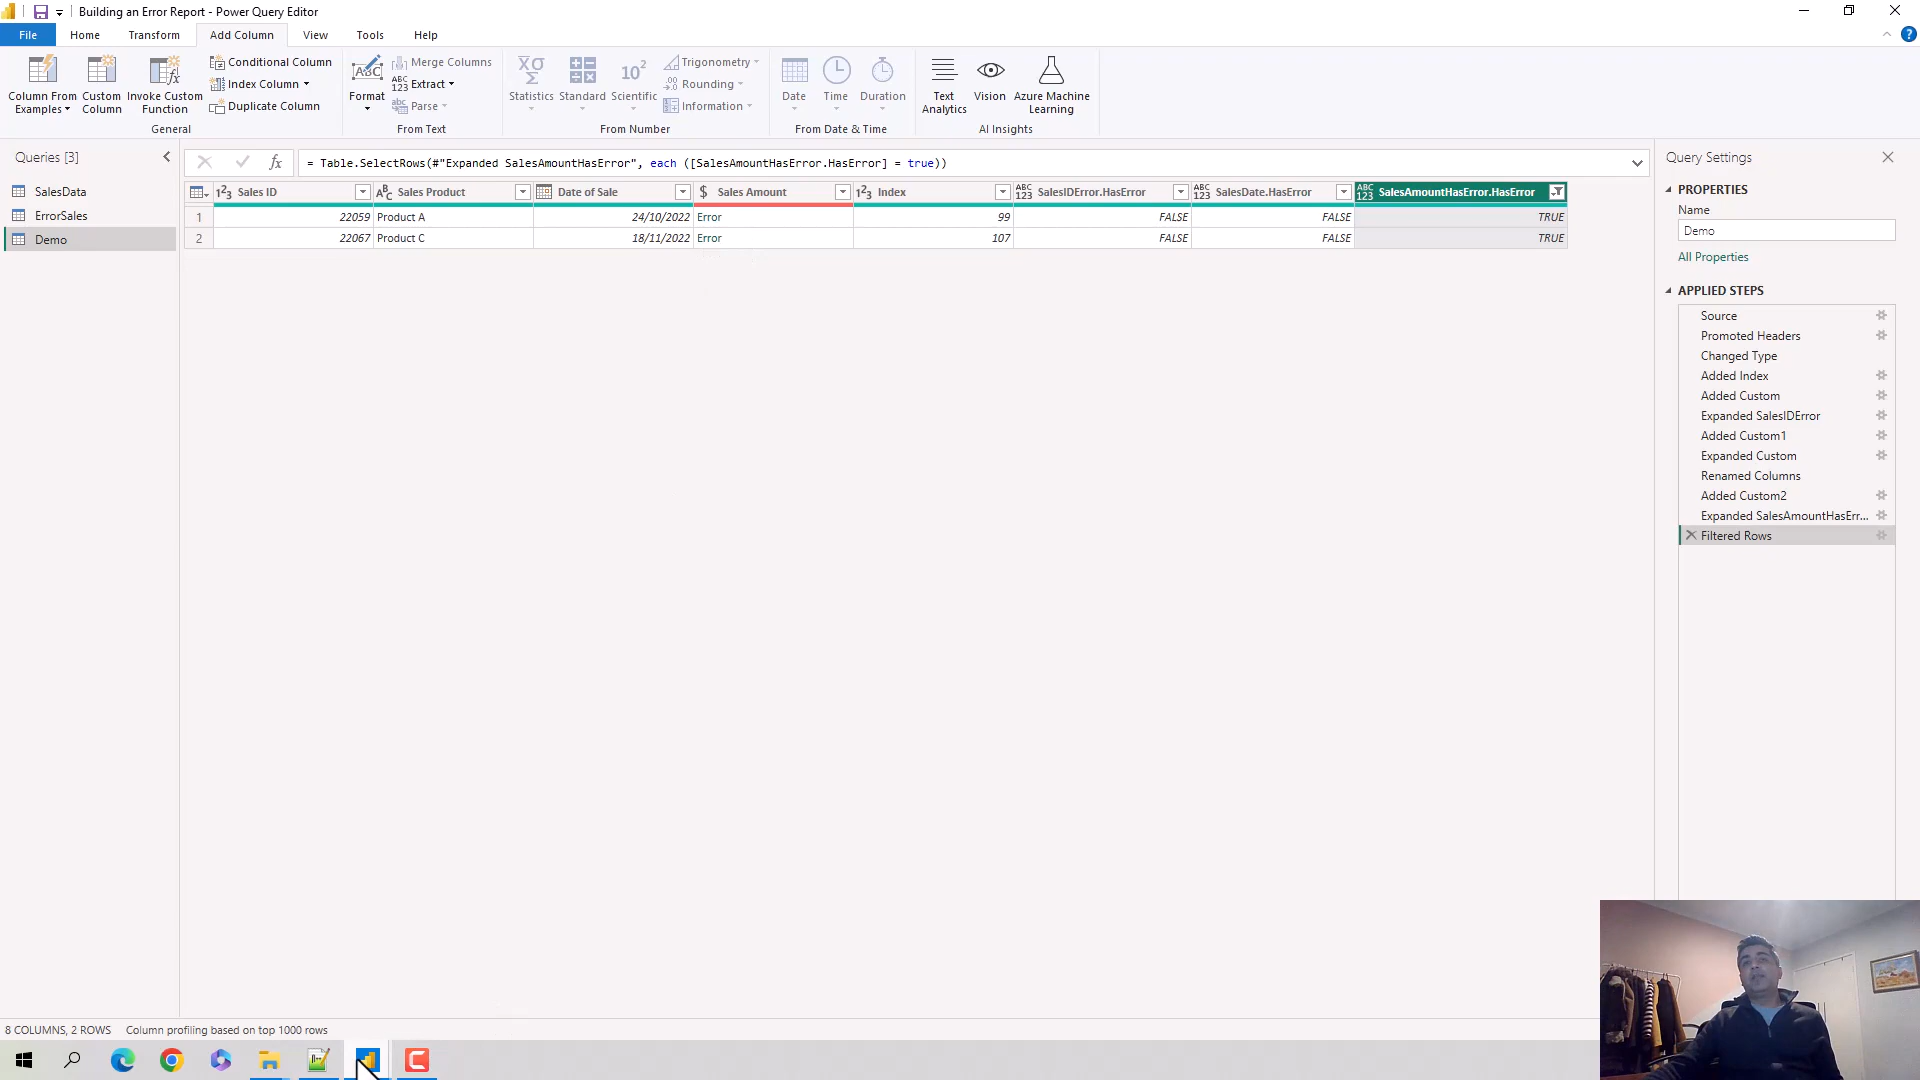 Building an Error Report - Power Query Editor
File Home Transform Add Column View Tools Help
Column From Examples
Custom Column
Invoke Custom Function
Conditional Column
Index Column
Duplicate Column
General
Format
Merge Columns
Extract
Parse
From Text
Statistics
Standard
Scientific
Trigonometry
Rounding
Information
From Number
Date
Time
Duration
From Date & Time
Text Analytics
Vision
Azure Machine Learning
AI Insights
Queries [3]
SalesData
ErrorSales
Demo
= Table.SelectRows(#"Expanded SalesAmountHasError", each ([SalesAmountHasError.HasError] = true))
Sales ID Sales Product Date of Sale Sales Amount Index SalesIDError.HasError SalesDate.HasError SalesAmountHasError.HasError
1 22059 Product A 24/10/2022 Error 99 FALSE FALSE TRUE
2 22067 Product C 18/11/2022 Error 107 FALSE FALSE TRUE
Query Settings
PROPERTIES
Name
Demo
All Properties
APPLIED STEPS
Source
Promoted Headers
Changed Type
Added Index
Added Custom
Expanded SalesIDError
Added Custom1
Expanded Custom
Renamed Columns
Added Custom2
Expanded SalesAmountHasErr...
Filtered Rows
8 COLUMNS, 2 ROWS Column profiling based on top 1000 rows